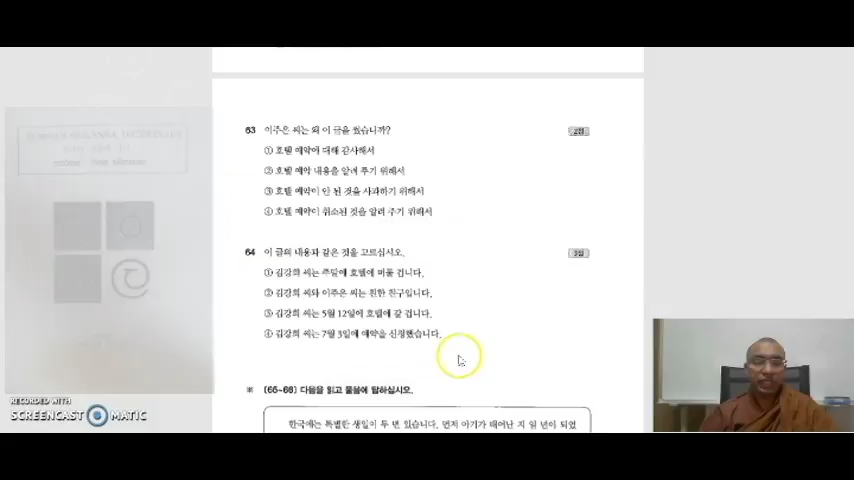 63 이주은 씨는 왜 이 글을 썼습니까?
① 호텔 예약에 대해 감사해서
② 호텔 예약 내용을 알려 주기 위해서
③ 호텔 예약이 안 된 것을 사과하기 위해서
④ 호텔 예약이 취소된 것을 알려 주기 위해서
64 이 글의 내용과 같은 것을 고르십시오.
① 김강희 씨는 주말에 호텔에 머물 겁니다.
② 김강희 씨와 이주은 씨는 친한 친구입니다.
③ 김강희 씨는 5월 12일에 호텔에 갈 겁니다.
④ 김강희 씨는 7월 3일에 예약을 신청했습니다.
※ [65~66] 다음을 읽고 물음에 답하십시오.
한국에는 특별한 생일이 두 번 있습니다. 먼저 아기가 태어난 지 일 년이 되었
RECORDED WITH
SCREENCAST MATIC